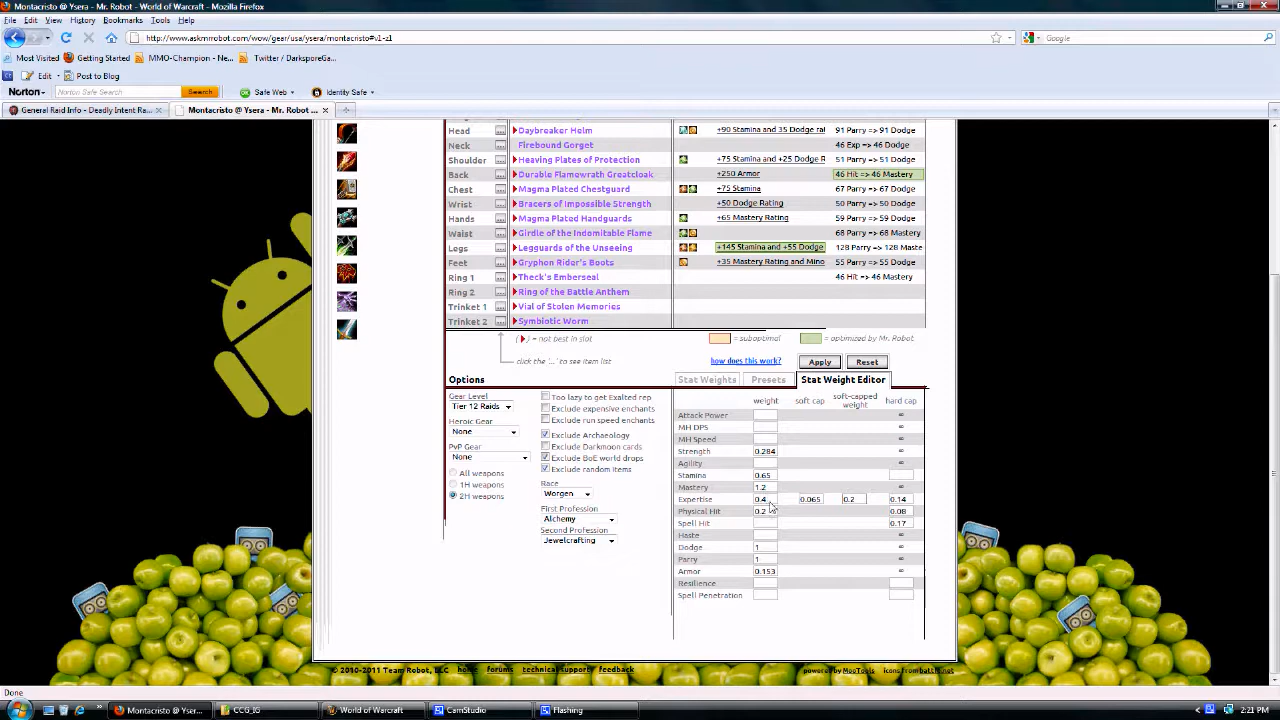 Montacristo @ Ysera - Mr. Robot - World of Warcraft - Mozilla Firefox
File Edit View History Bookmarks Tools Help
http://www.askmrrobot.com/wow/gear/usa/ysera/montacristo#v1-z1
Google
Most Visited Getting Started MMO-Champion - Ne... Twitter / DarksporeGa...
Edit Post to Blog
Norton Norton Safe Search Search Safe Web Identity Safe
General Raid Info - Deadly Intent Ra... Montacristo @ Ysera - Mr. Robot ...
Head ... Daybreaker Helm +90 Stamina and 35 Dodge rat 91 Parry => 91 Dodge
Neck Firebound Gorget 46 Exp => 46 Dodge
Shoulder ... Heaving Plates of Protection +75 Stamina and +25 Dodge R 51 Parry => 51 Dodge
Back ... Durable Flamewrath Greatcloak +250 Armor 46 Hit => 46 Mastery
Chest ... Magma Plated Chestguard +75 Stamina 67 Parry => 67 Dodge
Wrist ... Bracers of Impossible Strength +50 Dodge Rating 50 Parry => 50 Dodge
Hands ... Magma Plated Handguards +65 Mastery Rating 59 Parry => 59 Dodge
Waist ... Girdle of the Indomitable Flame 68 Parry => 68 Mastery
Legs ... Legguards of the Unseeing +145 Stamina and +55 Dodge 128 Parry => 128 Maste
Feet ... Gryphon Rider's Boots +35 Mastery Rating and Mino 55 Parry => 55 Dodge
Ring 1 ... Theck's Emberseal 46 Hit => 46 Mastery
Ring 2 ... Ring of the Battle Anthem
Trinket 1 ... Vial of Stolen Memories
Trinket 2 ... Symbiotic Worm
( ) = not best in slot = suboptimal = optimized by Mr. Robot
click the '...' to see item list how does this work? Apply Reset
Options Stat Weights Presets Stat Weight Editor
Gear Level
Tier 12 Raids
Heroic Gear
None
PvP Gear
None
All weapons
1H weapons
2H weapons
Too lazy to get Exalted rep
Exclude expensive enchants
Exclude run speed enchants
Exclude Archaeology
Exclude Darkmoon cards
Exclude BoE world drops
Exclude random items
Race
Worgen
First Profession
Alchemy
Second Profession
Jewelcrafting
weight soft cap soft-capped weight hard cap
Attack Power ∞
MH DPS ∞
MH Speed ∞
Strength 0.284 ∞
Agility ∞
Stamina 0.65
Mastery 1.2 ∞
Expertise 0.4 0.065 0.2 0.14
Physical Hit 0.2 0.08
Spell Hit 0.17
Haste ∞
Dodge 1 ∞
Parry 1 ∞
Armor 0.153 ∞
Resilience
Spell Penetration
© 2010-2011 Team Robot, LLC home forums technical support feedback powered by MooTools icons from battle.net
Done
Montacristo @ Yser... CCG_IG World of Warcraft CamStudio Flashing 2:21 PM